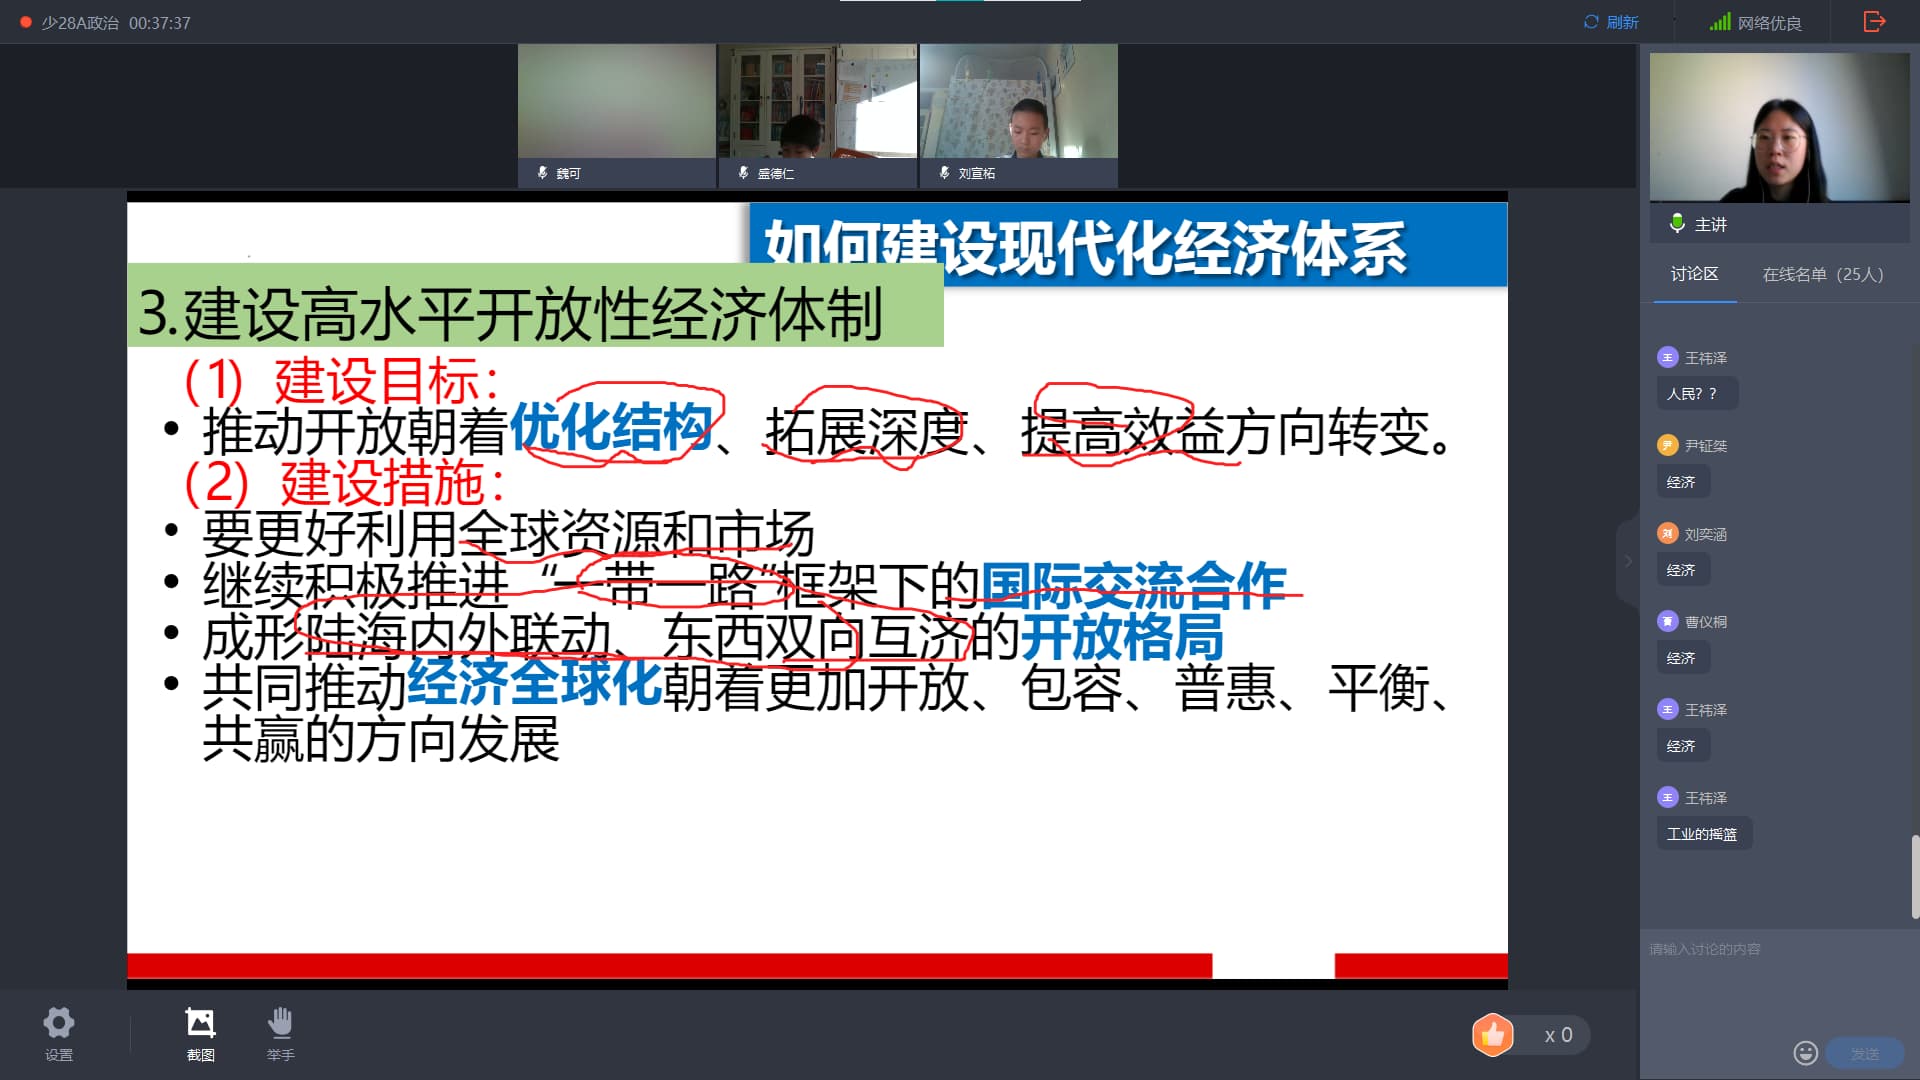 少28A政治 00:37:37
刷新
网络优良
魏可
盛德仁
刘宣柘
主讲
如何建设现代化经济体系
3.建设高水平开放性经济体制
（1）建设目标：
• 推动开放朝着优化结构、拓展深度、提高效益方向转变。
（2）建设措施：
• 要更好利用全球资源和市场
• 继续积极推进“一带一路”框架下的国际交流合作
• 成形陆海内外联动、东西双向互济的开放格局
• 共同推动经济全球化朝着更加开放、包容、普惠、平衡、
共赢的方向发展
讨论区
在线名单（25人）
王 王祎泽
人民？？
尹 尹钲桀
经济
刘 刘奕涵
经济
曹仪桐
经济
王 王祎泽
经济
王 王祎泽
工业的摇篮
请输入讨论的内容
发送
设置
截图
举手
x 0